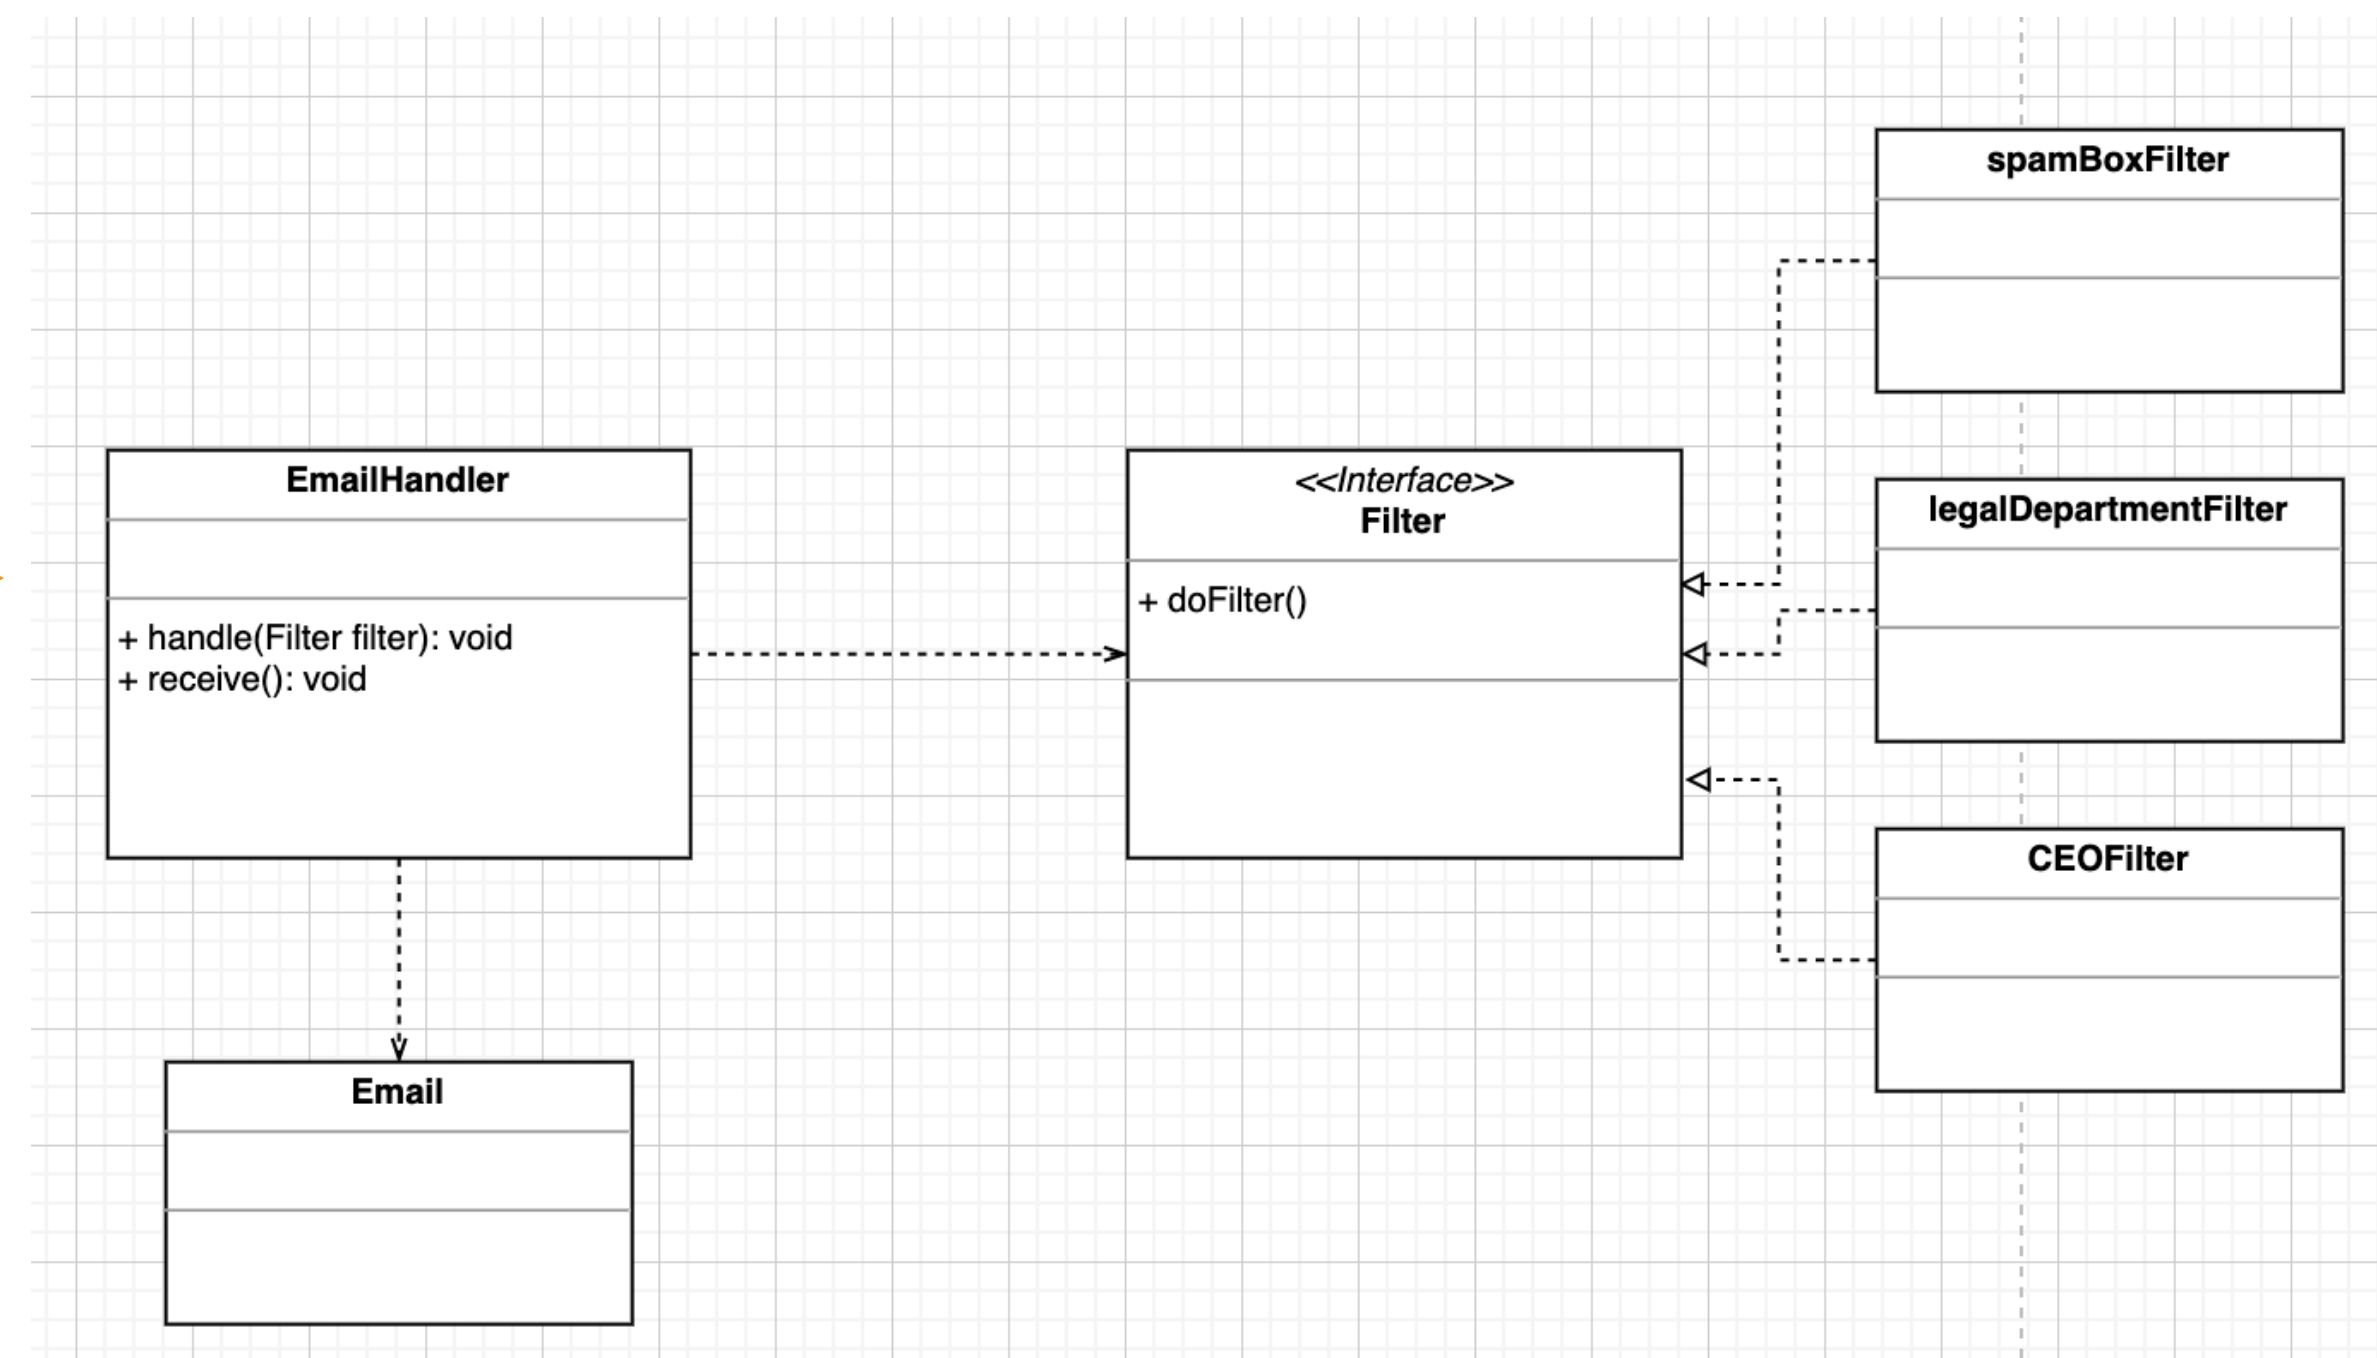 EmailHandler
+ handle(Filter filter): void
+ receive(): void
Email
<<Interface>>
Filter
+ doFilter()
spamBoxFilter
legalDepartmentFilter
CEOFilter